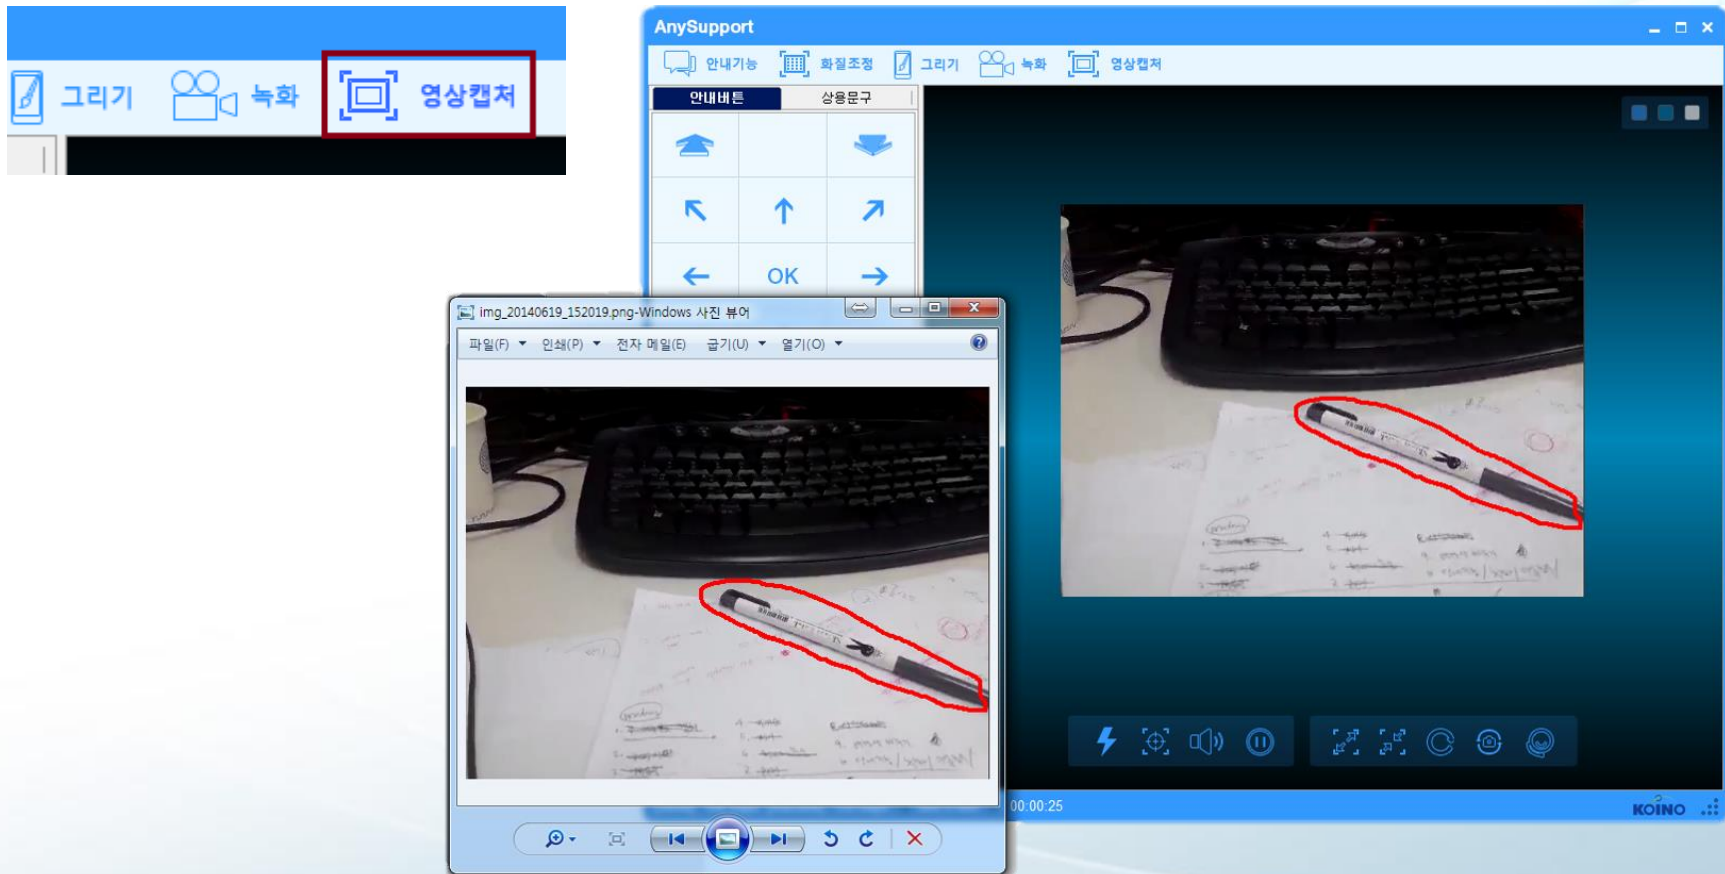 그리기 녹화 영상캡처
AnySupport
안내기능 화질조정 그리기 녹화 영상캡처
안내버튼 상용문구
OK
img_20140619_152019.png-Windows 사진 뷰어
파일(F) 인쇄(P) 전자 메일(E) 굽기(U) 열기(O)
00:00:25
KOINO